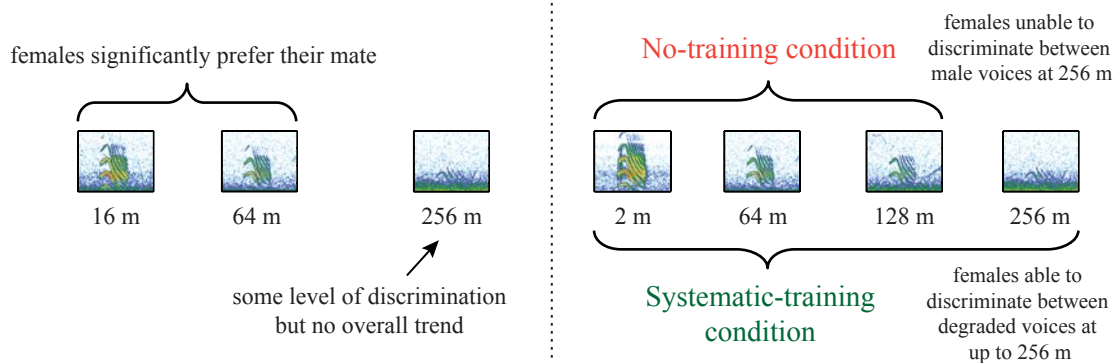 females significantly prefer their mate
16 m
64 m
256 m
some level of discrimination
but no overall trend
No-training condition
females unable to
discriminate between
male voices at 256 m
2 m
64 m
128 m
256 m
Systematic-training
condition
females able to
discriminate between
degraded voices at
up to 256 m